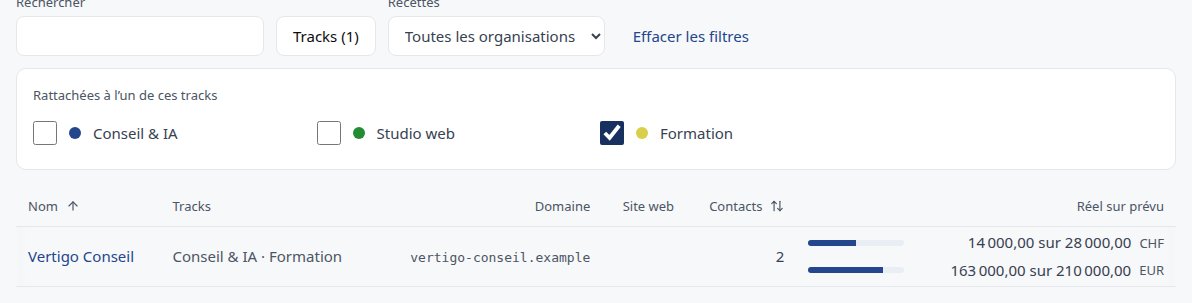 Rechercher
Recettes
Tracks (1)
Toutes les organisations
Effacer les filtres
Rattachées à l'un de ces tracks
Conseil & IA
Studio web
Formation
Nom ↑ Tracks Domaine Site web Contacts ↑↓ Réel sur prévu
Vertigo Conseil Conseil & IA · Formation vertigo-conseil.example 2 14 000,00 sur 28 000,00 CHF
163 000,00 sur 210 000,00 EUR